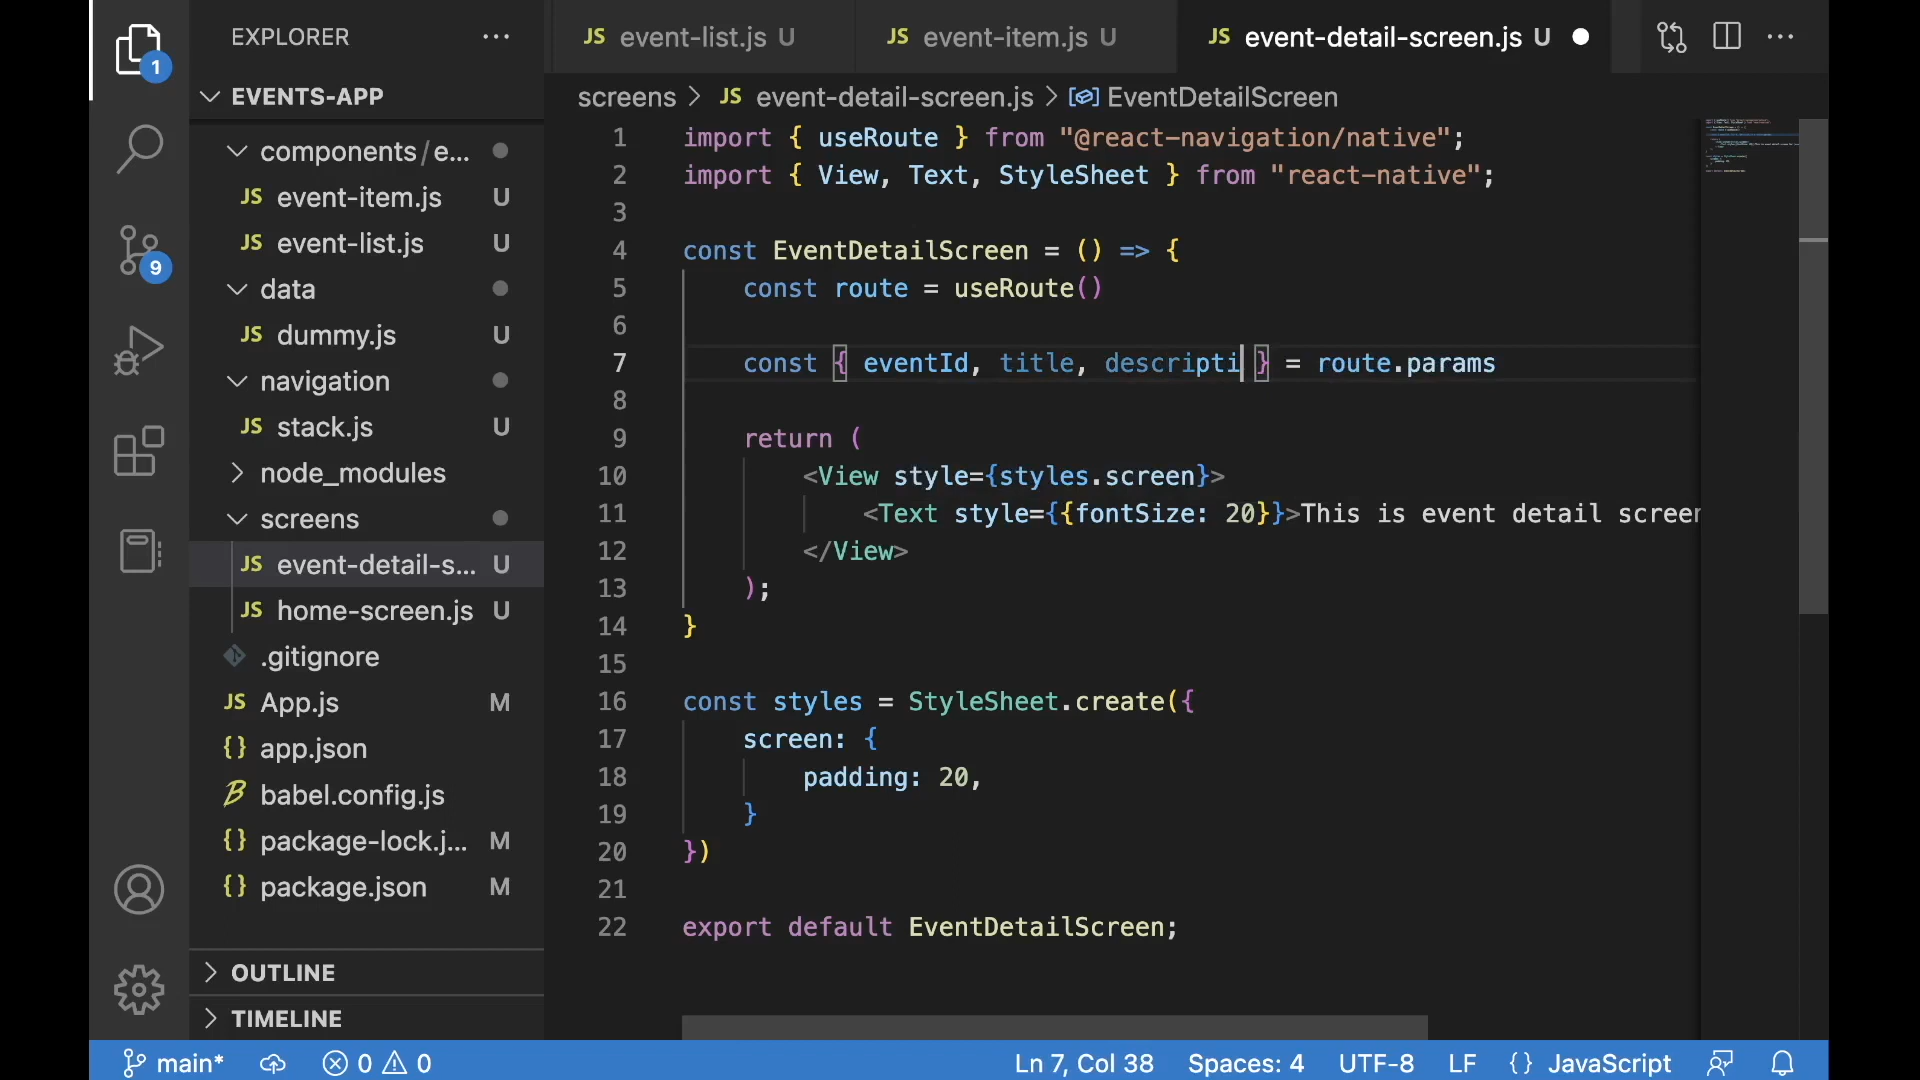 1
EXPLORER
...
JS event-list.js U
JS event-item.js U
JS event-detail-screen.js U
...
EVENTS-APP
screens > JS event-detail-screen.js > EventDetailScreen
components/e...
JS event-item.js U
JS event-list.js U
9
data
JS dummy.js U
navigation
JS stack.js U
node_modules
screens
JS event-detail-s... U
JS home-screen.js U
.gitignore
JS App.js M
{} app.json
B babel.config.js
{} package-lock.j... M
{} package.json M
OUTLINE
TIMELINE
1 import { useRoute } from "@react-navigation/native";
2 import { View, Text, StyleSheet } from "react-native";
3
4 const EventDetailScreen = () => {
5 const route = useRoute()
6
7 const { eventId, title, descripti } = route.params
8
9 return (
10 <View style={styles.screen}>
11 <Text style={{fontSize: 20}}>This is event detail screen
12 </View>
13 );
14 }
15
16 const styles = StyleSheet.create({
17 screen: {
18 padding: 20,
19 }
20 })
21
22 export default EventDetailScreen;
main* 0 0 Ln 7, Col 38 Spaces: 4 UTF-8 LF {} JavaScript